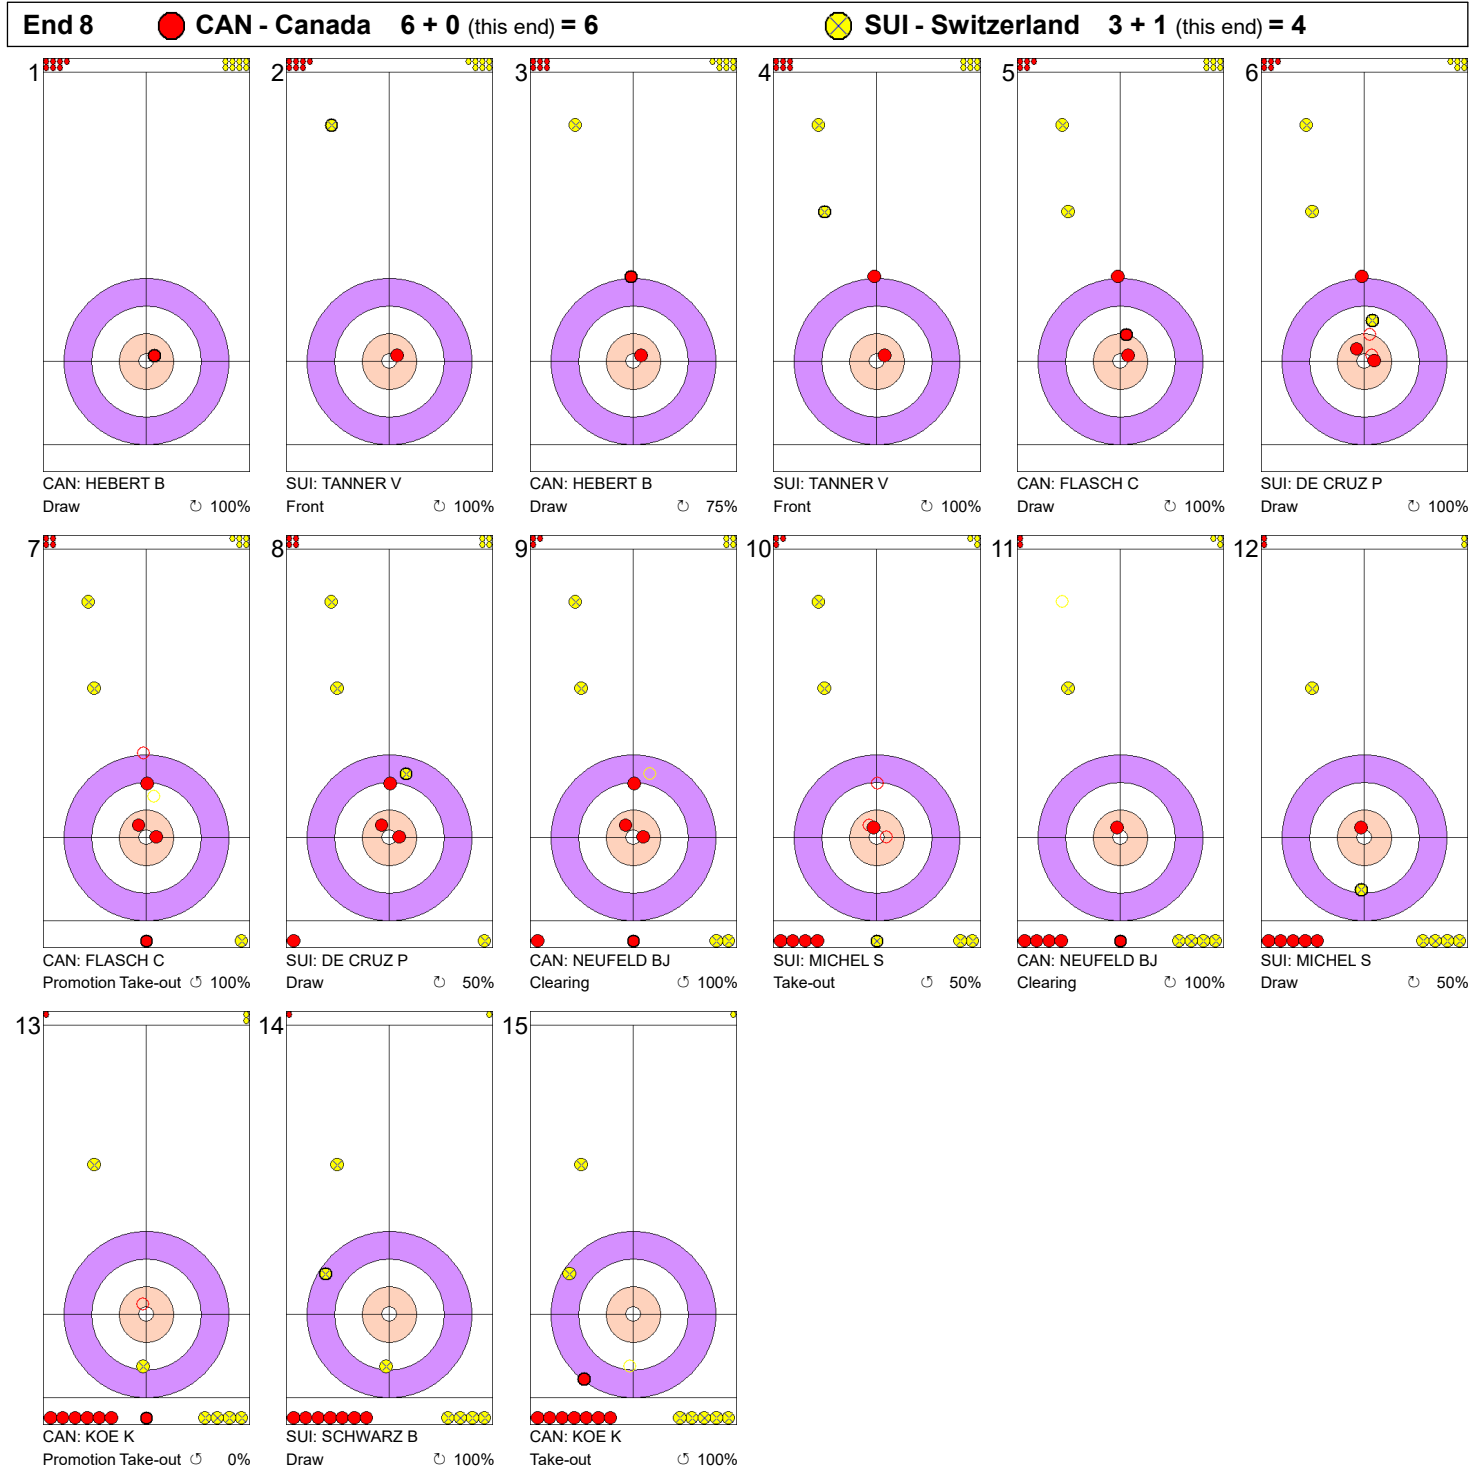 End 8 CAN - Canada 6 + 0 (this end) = 6 SUI - Switzerland 3 + 1 (this end) = 4
1 2 3 4 5 6
CAN: HEBERT B SUI: TANNER V CAN: HEBERT B SUI: TANNER V CAN: FLASCH C SUI: DE CRUZ P
Draw ↻ 100% Front ↻ 100% Draw ↻ 75% Front ↻ 100% Draw ↻ 100% Draw ↻ 100%
7 8 9 10 11 12
CAN: FLASCH C SUI: DE CRUZ P CAN: NEUFELD BJ SUI: MICHEL S CAN: NEUFELD BJ SUI: MICHEL S
Promotion Take-out ↺ 100% Draw ↻ 50% Clearing ↺ 100% Take-out ↺ 50% Clearing ↺ 100% Draw ↻ 50%
13 14 15
CAN: KOE K SUI: SCHWARZ B CAN: KOE K
Promotion Take-out ↺ 0% Draw ↻ 100% Take-out ↻ 100%